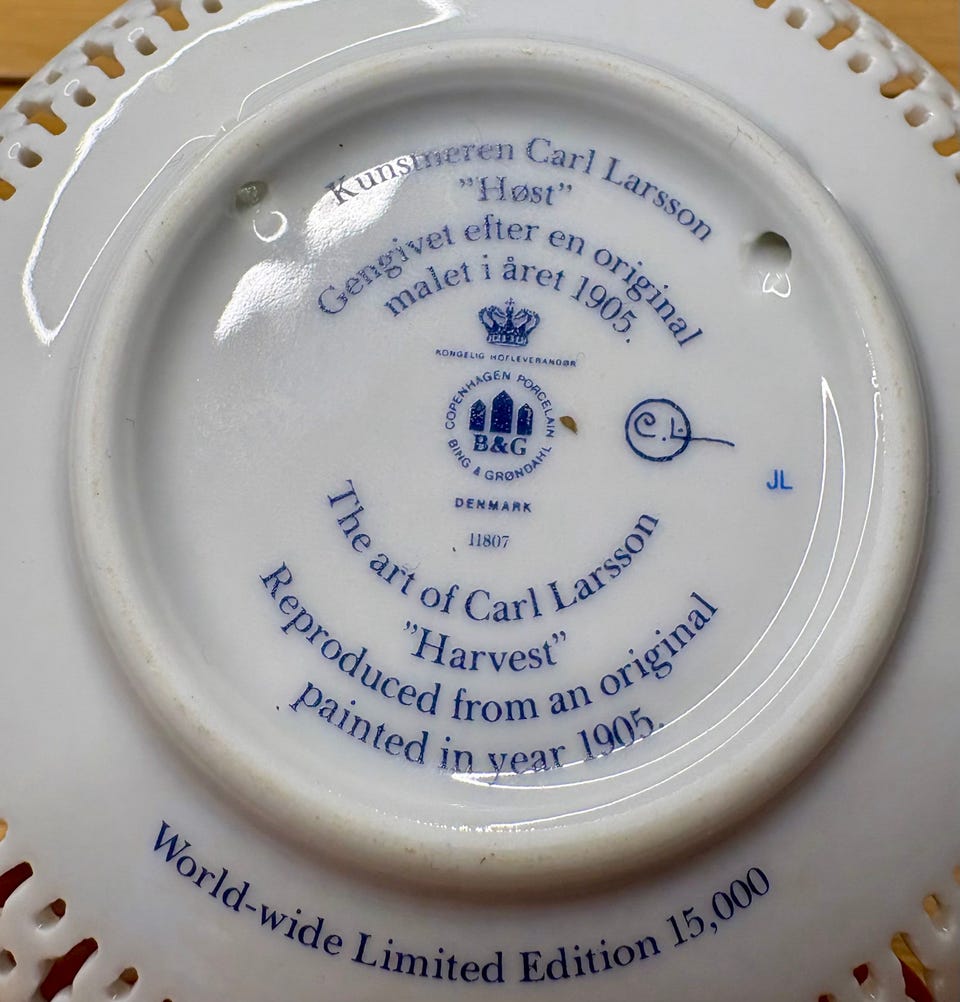 Kunstneren Carl Larsson
”Høst”
Gengivet efter en original
malet i året 1905.
KONGELIG HOFLEVERANDØR
COPENHAGEN PORCELAIN
B&G
BING & GRØNDAHL
C.L.
DENMARK
JL
11807
The art of Carl Larsson
”Harvest”
Reproduced from an original
painted in year 1905.
World-wide Limited Edition 15,000